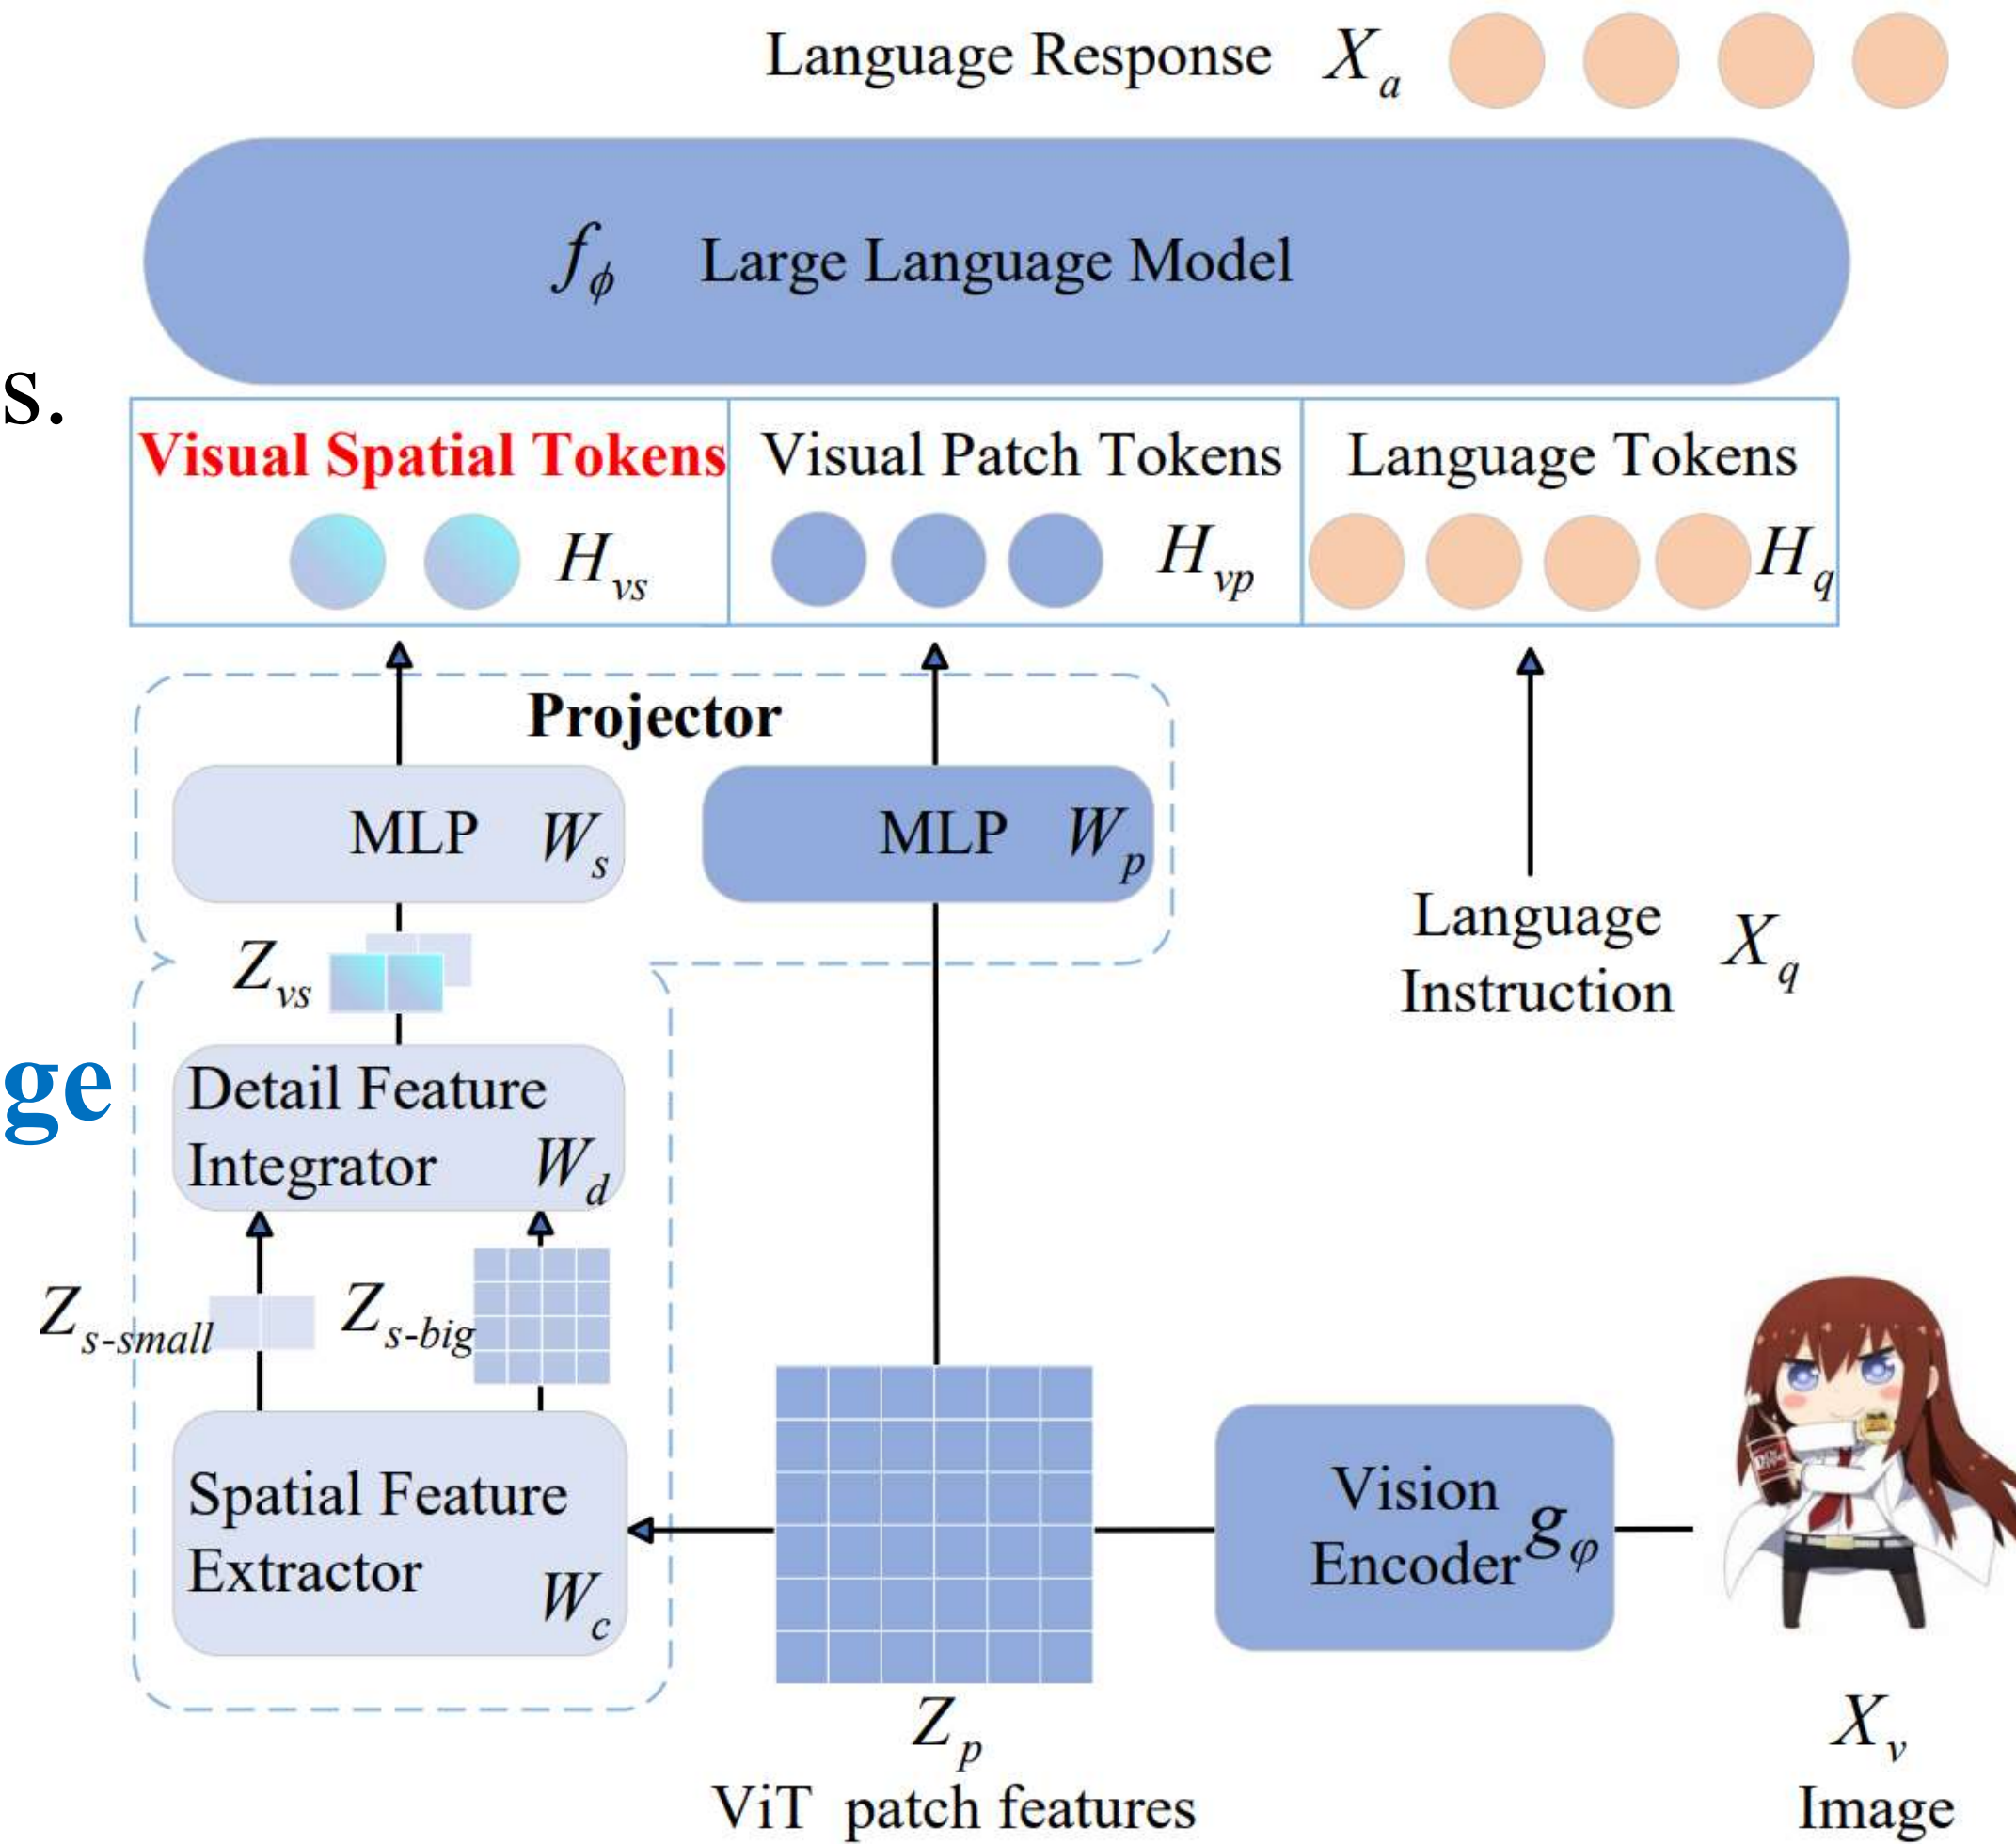 Language Response X_a
f_ϕ Large Language Model
s.
Visual Spatial Tokens Visual Patch Tokens Language Tokens
H_vs H_vp H_q
Projector
MLP W_s MLP W_p
Language
Instruction X_q
Z_vs
ge
Detail Feature
Integrator W_d
Z_s-small Z_s-big
Spatial Feature
Extractor W_c
Vision
Encoder g_φ
Z_p
ViT patch features
X_v
Image